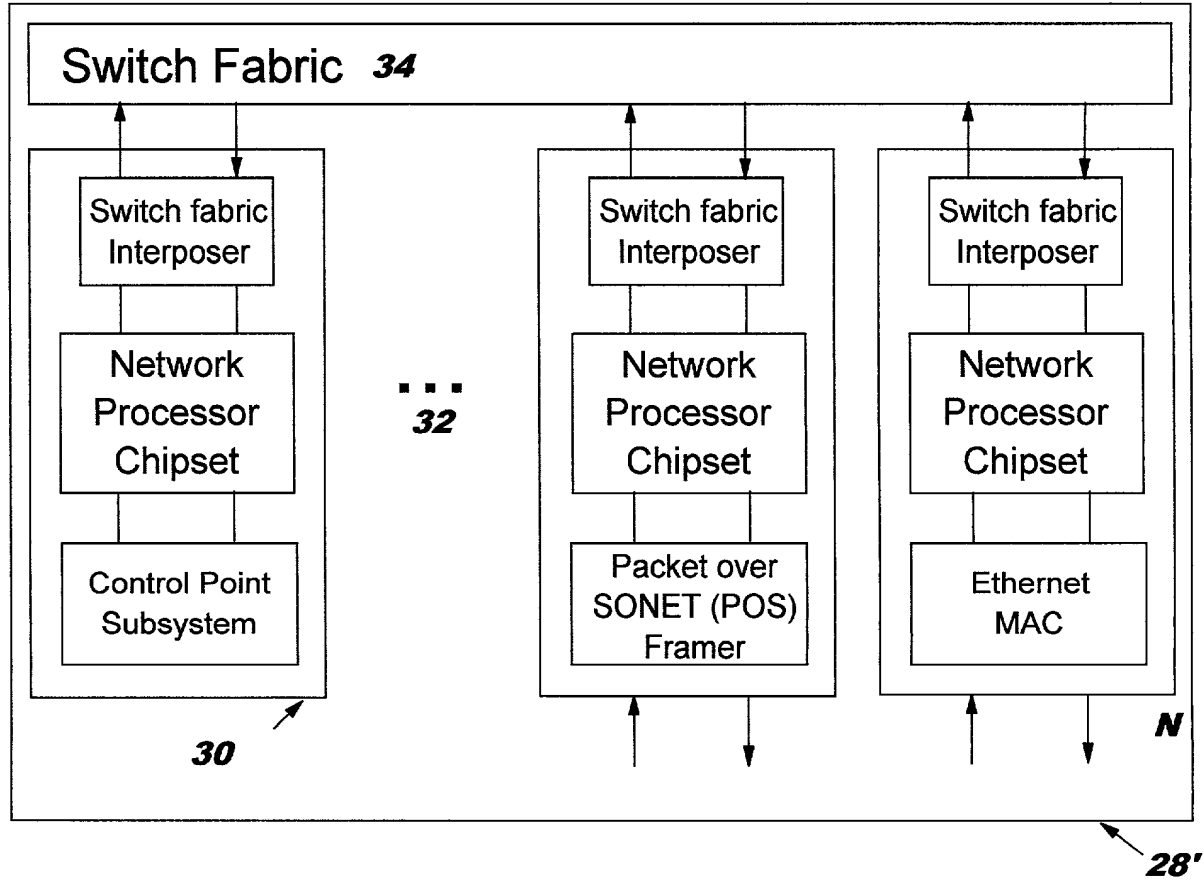 Switch Fabric 34
Switch fabric
Interposer
Network
Processor
Chipset
Control Point
Subsystem
30
...
32
Switch fabric
Interposer
Network
Processor
Chipset
Packet over
SONET (POS)
Framer
Switch fabric
Interposer
Network
Processor
Chipset
Ethernet
MAC
N
28'